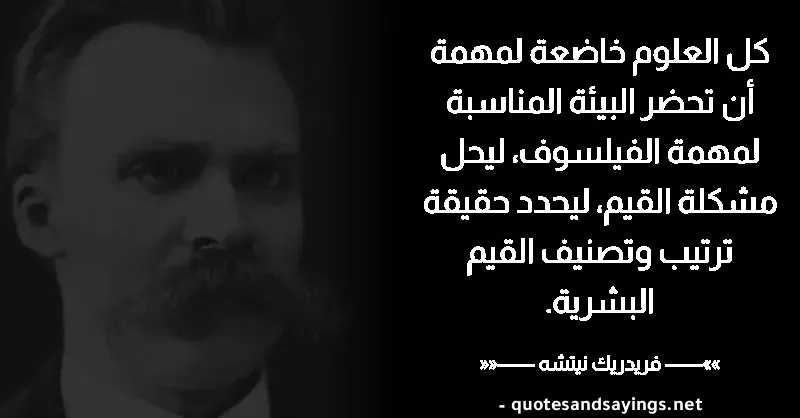 كل العلوم خاضعة لمهمة
أن تحضر البيئة المناسبة
لمهمة الفيلسوف، ليحل
مشكلة القيم، ليحدد حقيقة
ترتيب وتصنيف القيم
البشرية.
»»—— فريدريك نيتشه ——««
- quotesandsayings.net